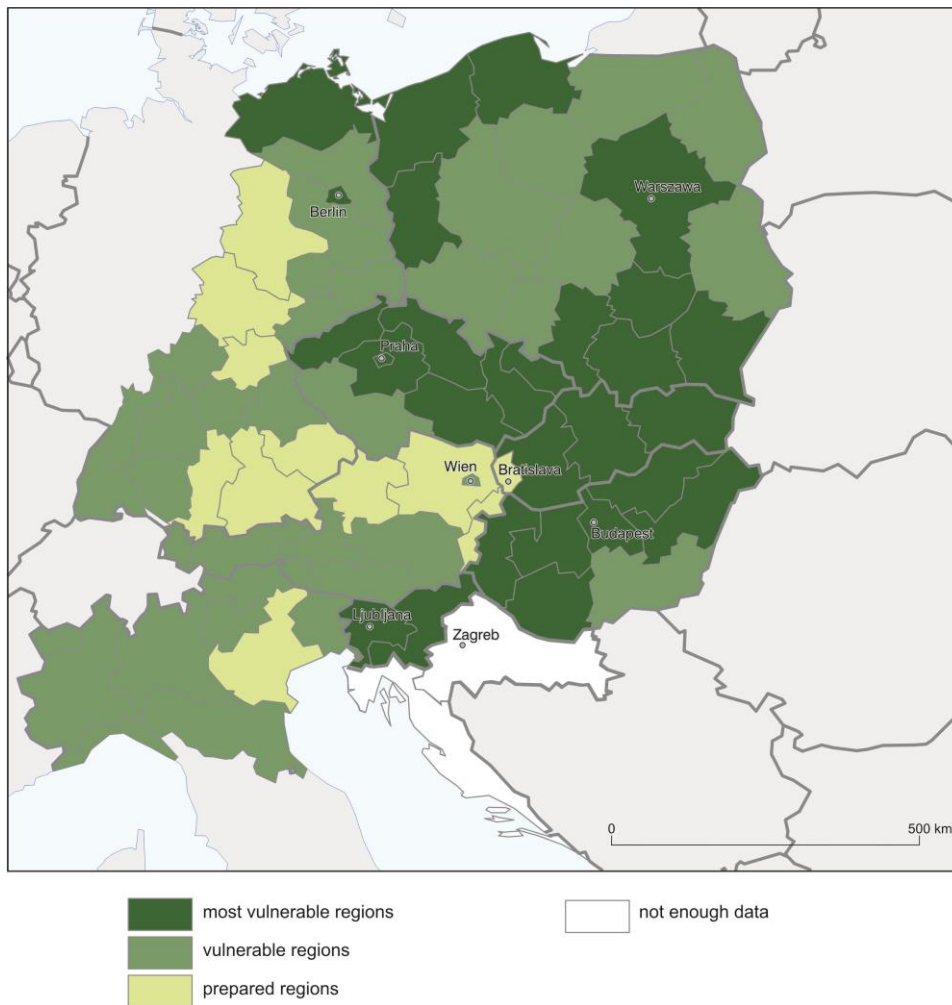 Warszawa
Berlin
Praha
Wien
Bratislava
Budapest
Ljubljana
Zagreb
0 500 km
most vulnerable regions
not enough data
vulnerable regions
prepared regions